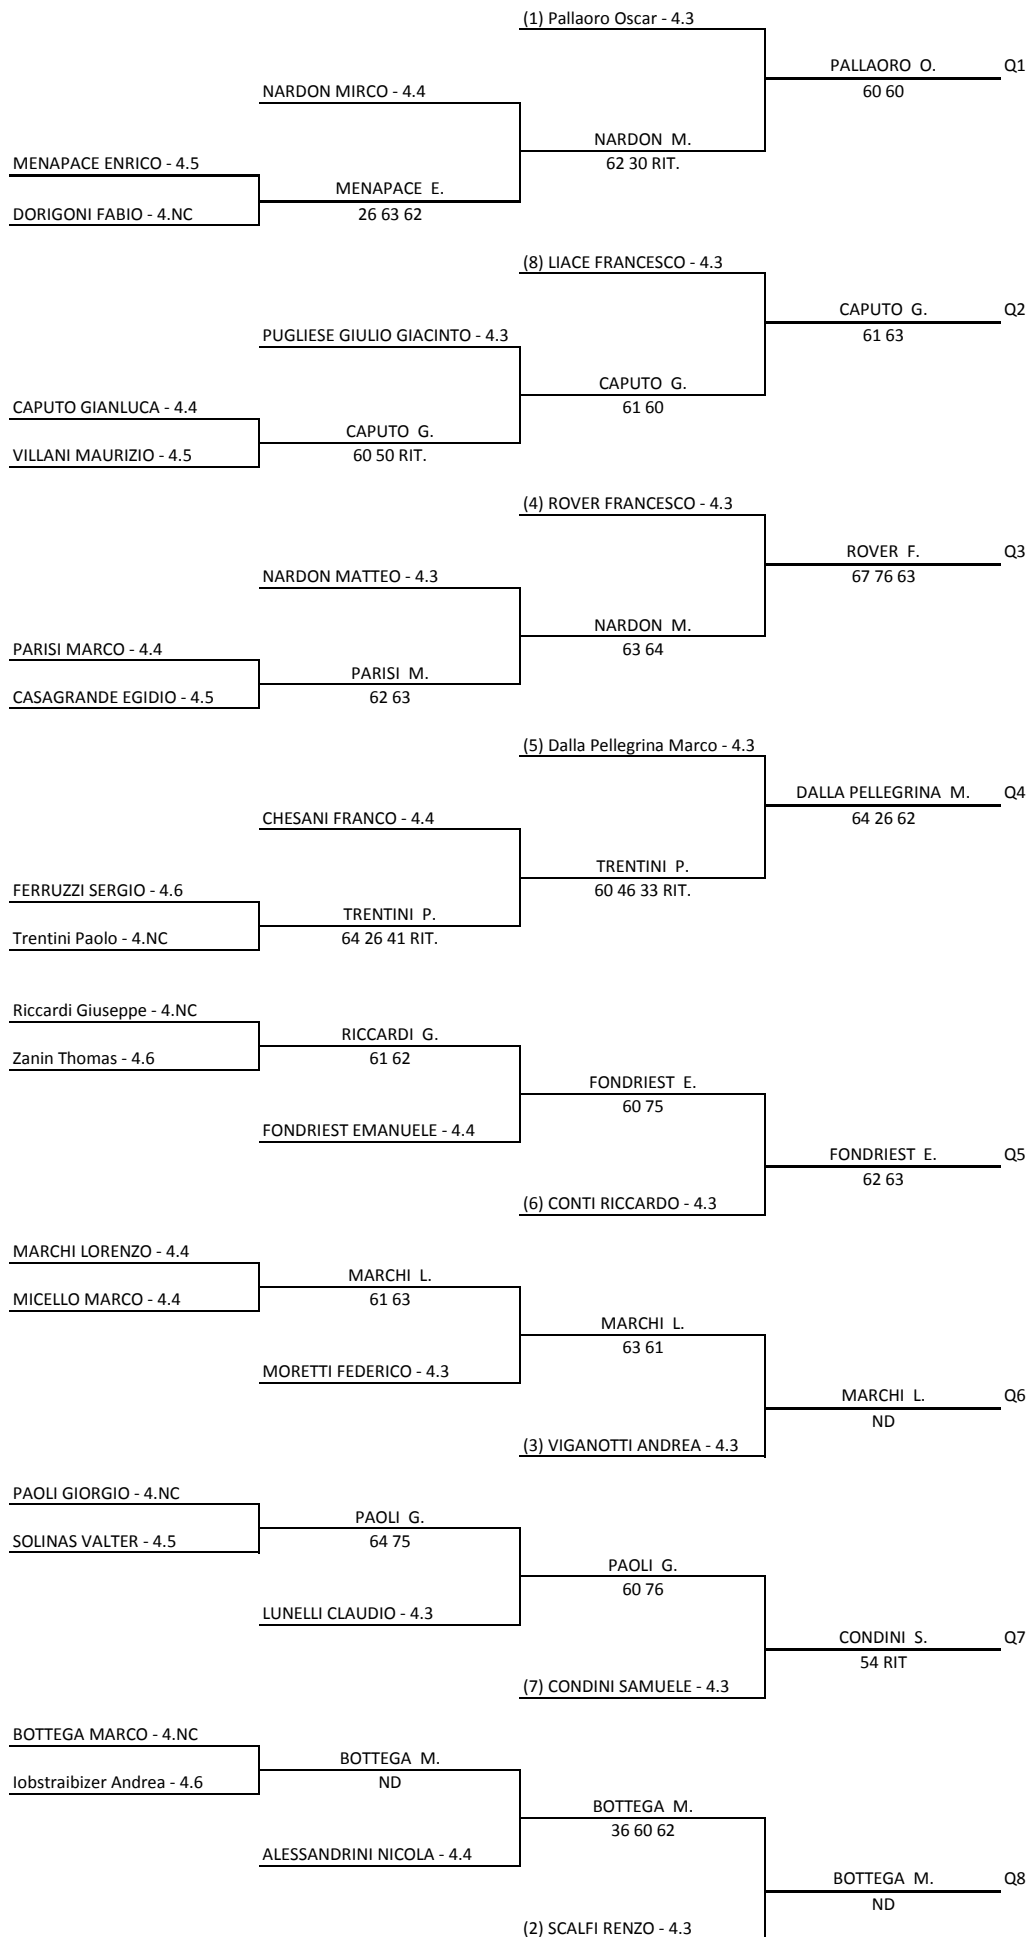 (1) Pallaoro Oscar - 4.3
PALLAORO O. Q1
60 60
NARDON MIRCO - 4.4
NARDON M.
62 30 RIT.
MENAPACE ENRICO - 4.5
MENAPACE E.
26 63 62
DORIGONI FABIO - 4.NC
(8) LIACE FRANCESCO - 4.3
CAPUTO G. Q2
61 63
PUGLIESE GIULIO GIACINTO - 4.3
CAPUTO G.
61 60
CAPUTO GIANLUCA - 4.4
CAPUTO G.
60 50 RIT.
VILLANI MAURIZIO - 4.5
(4) ROVER FRANCESCO - 4.3
ROVER F. Q3
67 76 63
NARDON MATTEO - 4.3
NARDON M.
63 64
PARISI MARCO - 4.4
PARISI M.
62 63
CASAGRANDE EGIDIO - 4.5
(5) Dalla Pellegrina Marco - 4.3
DALLA PELLEGRINA M. Q4
64 26 62
CHESANI FRANCO - 4.4
TRENTINI P.
60 46 33 RIT.
FERRUZZI SERGIO - 4.6
TRENTINI P.
64 26 41 RIT.
Trentini Paolo - 4.NC
Riccardi Giuseppe - 4.NC
RICCARDI G.
61 62
Zanin Thomas - 4.6
FONDRIEST E.
60 75
FONDRIEST EMANUELE - 4.4
FONDRIEST E. Q5
62 63
(6) CONTI RICCARDO - 4.3
MARCHI LORENZO - 4.4
MARCHI L.
61 63
MICELLO MARCO - 4.4
MARCHI L.
63 61
MORETTI FEDERICO - 4.3
MARCHI L. Q6
ND
(3) VIGANOTTI ANDREA - 4.3
PAOLI GIORGIO - 4.NC
PAOLI G.
64 75
SOLINAS VALTER - 4.5
PAOLI G.
60 76
LUNELLI CLAUDIO - 4.3
CONDINI S. Q7
54 RIT
(7) CONDINI SAMUELE - 4.3
BOTTEGA MARCO - 4.NC
BOTTEGA M.
ND
Iobstraibizer Andrea - 4.6
BOTTEGA M.
36 60 62
ALESSANDRINI NICOLA - 4.4
BOTTEGA M. Q8
ND
(2) SCALFI RENZO - 4.3